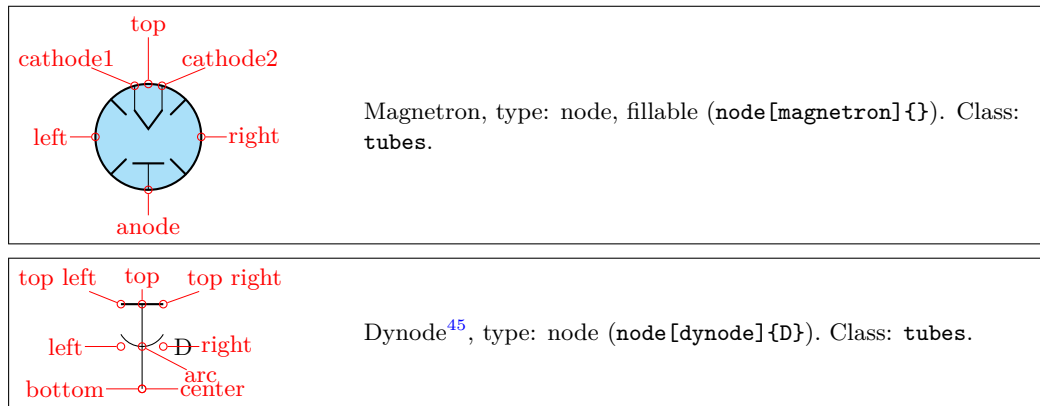 top
cathode1 cathode2
left right
anode
Magnetron, type: node, fillable (node[magnetron]{}). Class:
tubes.
top left top top right
left D right
arc
bottom center
Dynode45, type: node (node[dynode]{D}). Class: tubes.